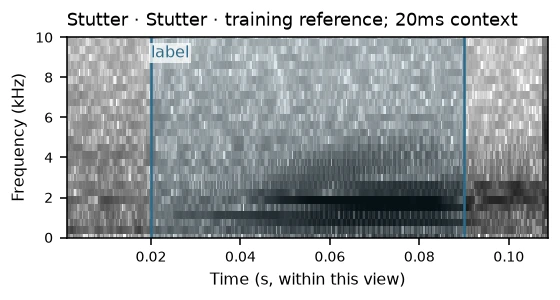 Stutter · Stutter · training reference; 20ms context
label
Frequency (kHz)
10
8
6
4
2
0
0.02 0.04 0.06 0.08 0.10
Time (s, within this view)